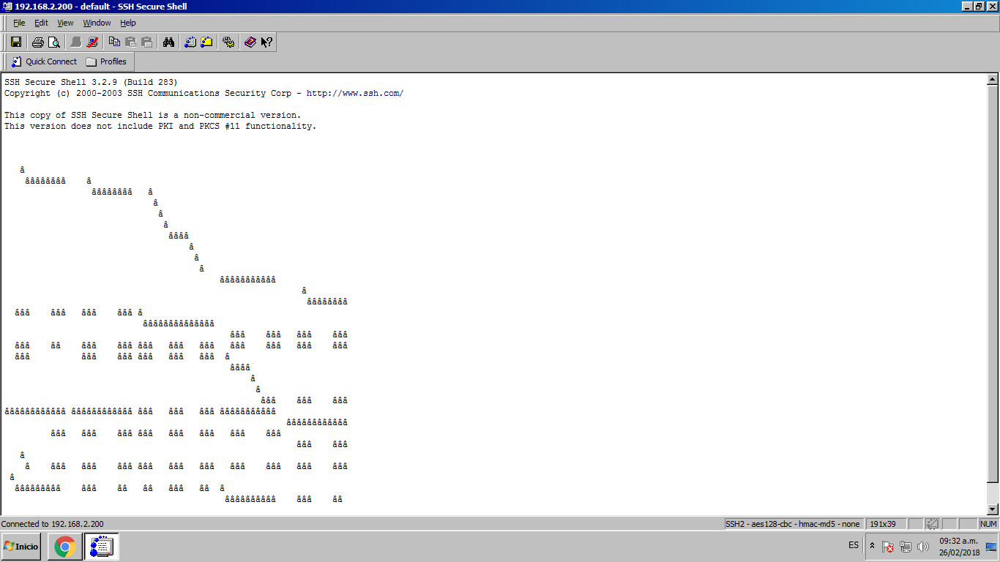 192.168.2.200 - default - SSH Secure Shell
File Edit View Window Help
Quick Connect Profiles
SSH Secure Shell 3.2.9 (Build 283)
Copyright (c) 2000-2003 SSH Communications Security Corp - http://www.ssh.com/
This copy of SSH Secure Shell is a non-commercial version.
This version does not include PKI and PKCS #11 functionality.
â
ââââââââ â
ââââââââ â
â
â
â
ââââ
â
â
â
âââââââââââ
â
ââââââââ
âââ âââ âââ âââ â
ââââââââââââââ
âââ âââ âââ âââ
âââ ââ âââ âââ âââ âââ âââ âââ âââ âââ âââ
âââ âââ âââ âââ âââ âââ â
ââââ
â
â
âââ âââ âââ
ââââââââââââ ââââââââââââ âââ âââ âââ âââââââââââ
ââââââââââââ
âââ âââ âââ âââ âââ âââ âââ âââ
âââ âââ
â
â âââ âââ âââ âââ âââ âââ âââ âââ âââ âââ
â
âââââââââ âââ ââ ââ âââ ââ â
ââââââââââ âââ ââ
Connected to 192.168.2.200 SSH2 - aes128-cbc - hmac-md5 - none 191x39 NUM
Inicio ES 09:32 a.m.
26/02/2018